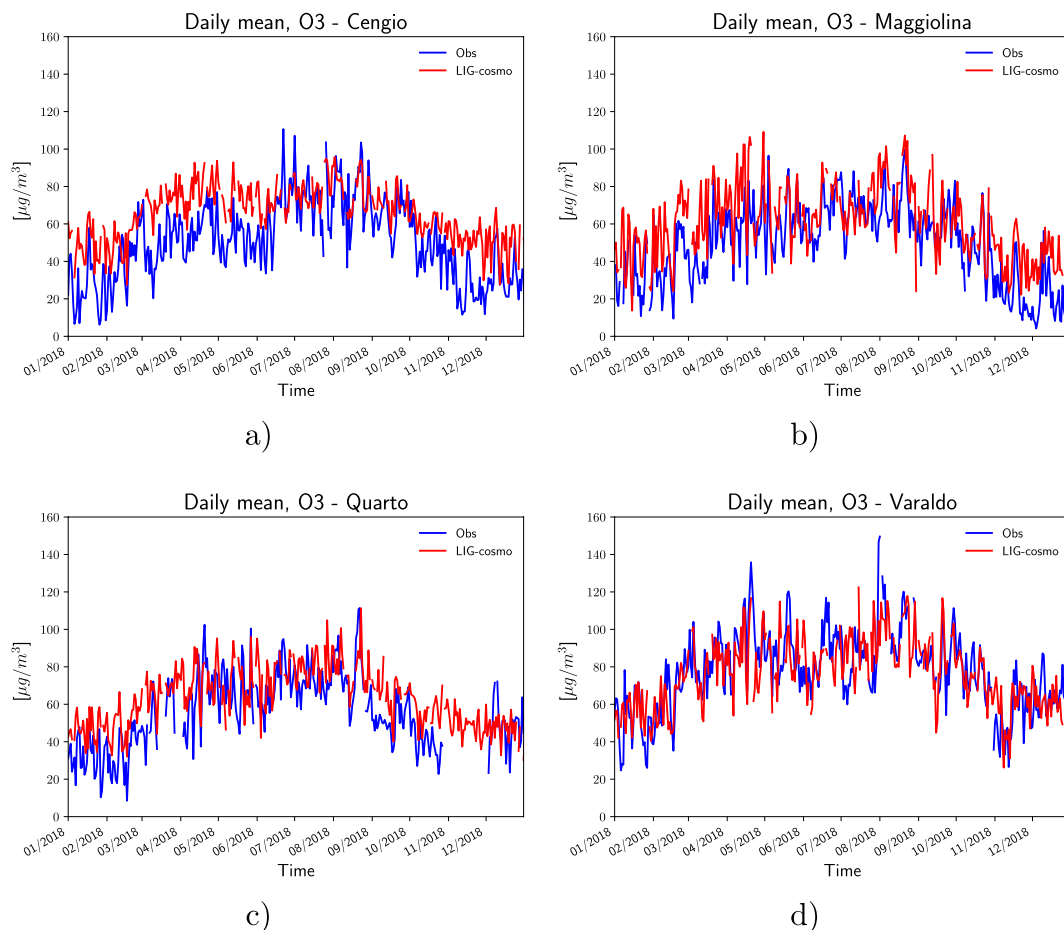 Daily mean, O3 - Cengio
160
140
120
100
80
60
40
20
0
[μg/m³]
Obs
LIG-cosmo
01/2018 02/2018 03/2018 04/2018 05/2018 06/2018 07/2018 08/2018 09/2018 10/2018 11/2018 12/2018
Time
a)
Daily mean, O3 - Maggiolina
160
140
120
100
80
60
40
20
0
[μg/m³]
Obs
LIG-cosmo
01/2018 02/2018 03/2018 04/2018 05/2018 06/2018 07/2018 08/2018 09/2018 10/2018 11/2018 12/2018
Time
b)
Daily mean, O3 - Quarto
160
140
120
100
80
60
40
20
0
[μg/m³]
Obs
LIG-cosmo
01/2018 02/2018 03/2018 04/2018 05/2018 06/2018 07/2018 08/2018 09/2018 10/2018 11/2018 12/2018
Time
c)
Daily mean, O3 - Varaldo
160
140
120
100
80
60
40
20
0
[μg/m³]
Obs
LIG-cosmo
01/2018 02/2018 03/2018 04/2018 05/2018 06/2018 07/2018 08/2018 09/2018 10/2018 11/2018 12/2018
Time
d)